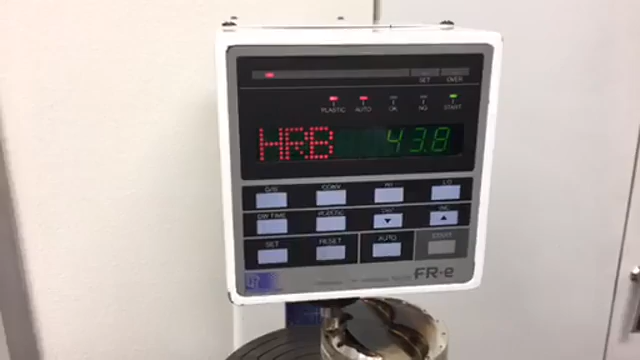 SET OVER
PLASTIC AUTO OK NG START
HRB 43.8
CONV HI LO
DW TIME PLASTIC INC
SET RESET AUTO START
FR-e